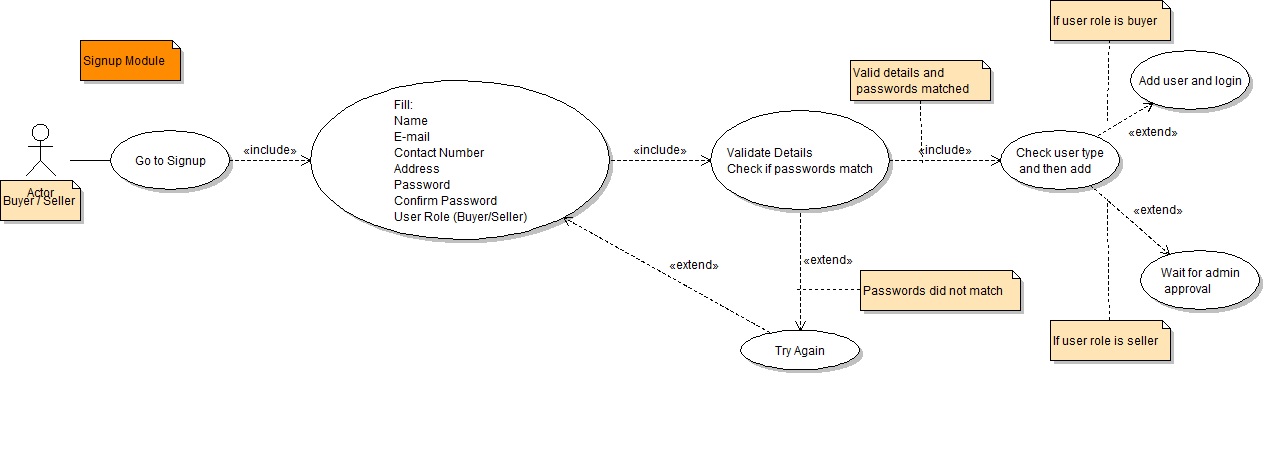 If user role is buyer
Signup Module
Valid details and
passwords matched
Add user and login
Fill:
Name
E-mail
Contact Number
Address
Password
Confirm Password
User Role (Buyer/Seller)
Go to Signup
«include»
«include»
Validate Details
Check if passwords match
«include»
Check user type
and then add
«extend»
Actor
Buyer / Seller
«extend»
«extend»
«extend»
Wait for admin
approval
Passwords did not match
If user role is seller
Try Again